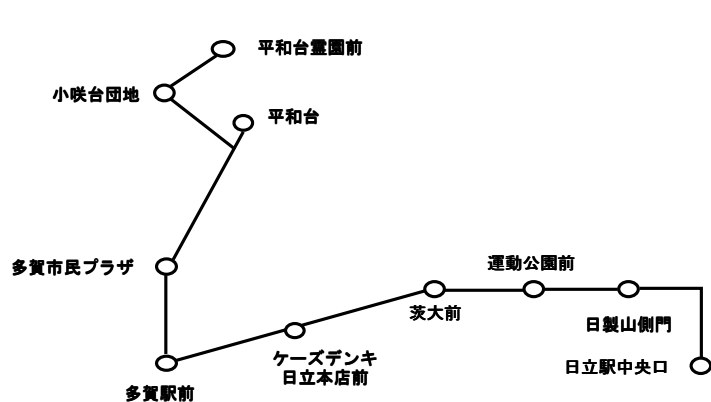 平和台霊園前
小咲台団地
平和台
多賀市民プラザ
運動公園前
茨大前
日製山側門
ケーズデンキ
日立本店前
日立駅中央口
多賀駅前